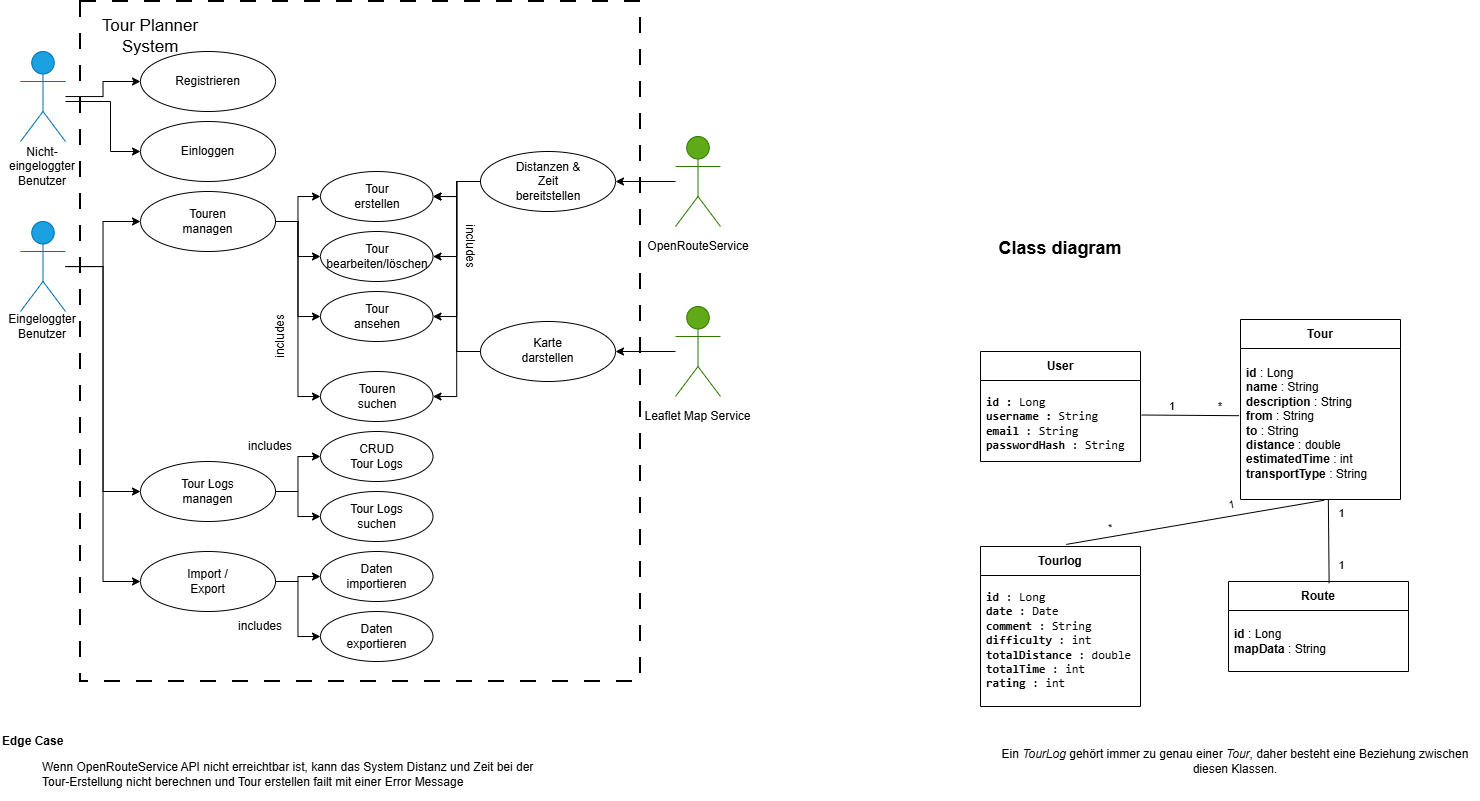 Tour Planner
System
Nicht-
eingeloggter
Benutzer
Registrieren
Einloggen
Eingeloggter
Benutzer
Touren
managen
Tour
erstellen
Tour
bearbeiten/löschen
Tour
ansehen
Touren
suchen
includes
includes
Distanzen &
Zeit
bereitstellen
OpenRouteService
Karte
darstellen
Leaflet Map Service
Tour Logs
managen
includes
CRUD
Tour Logs
Tour Logs
suchen
Import /
Export
includes
Daten
importieren
Daten
exportieren
Edge Case
Wenn OpenRouteService API nicht erreichtbar ist, kann das System Distanz und Zeit bei der
Tour-Erstellung nicht berechnen und Tour erstellen failt mit einer Error Message
Class diagram
User
id : Long
username : String
email : String
passwordHash : String
1
*
Tour
id : Long
name : String
description : String
from : String
to : String
distance : double
estimatedTime : int
transportType : String
1
*
1
1
Tourlog
id : Long
date : Date
comment : String
difficulty : int
totalDistance : double
totalTime : int
rating : int
Route
id : Long
mapData : String
Ein TourLog gehört immer zu genau einer Tour, daher besteht eine Beziehung zwischen
diesen Klassen.